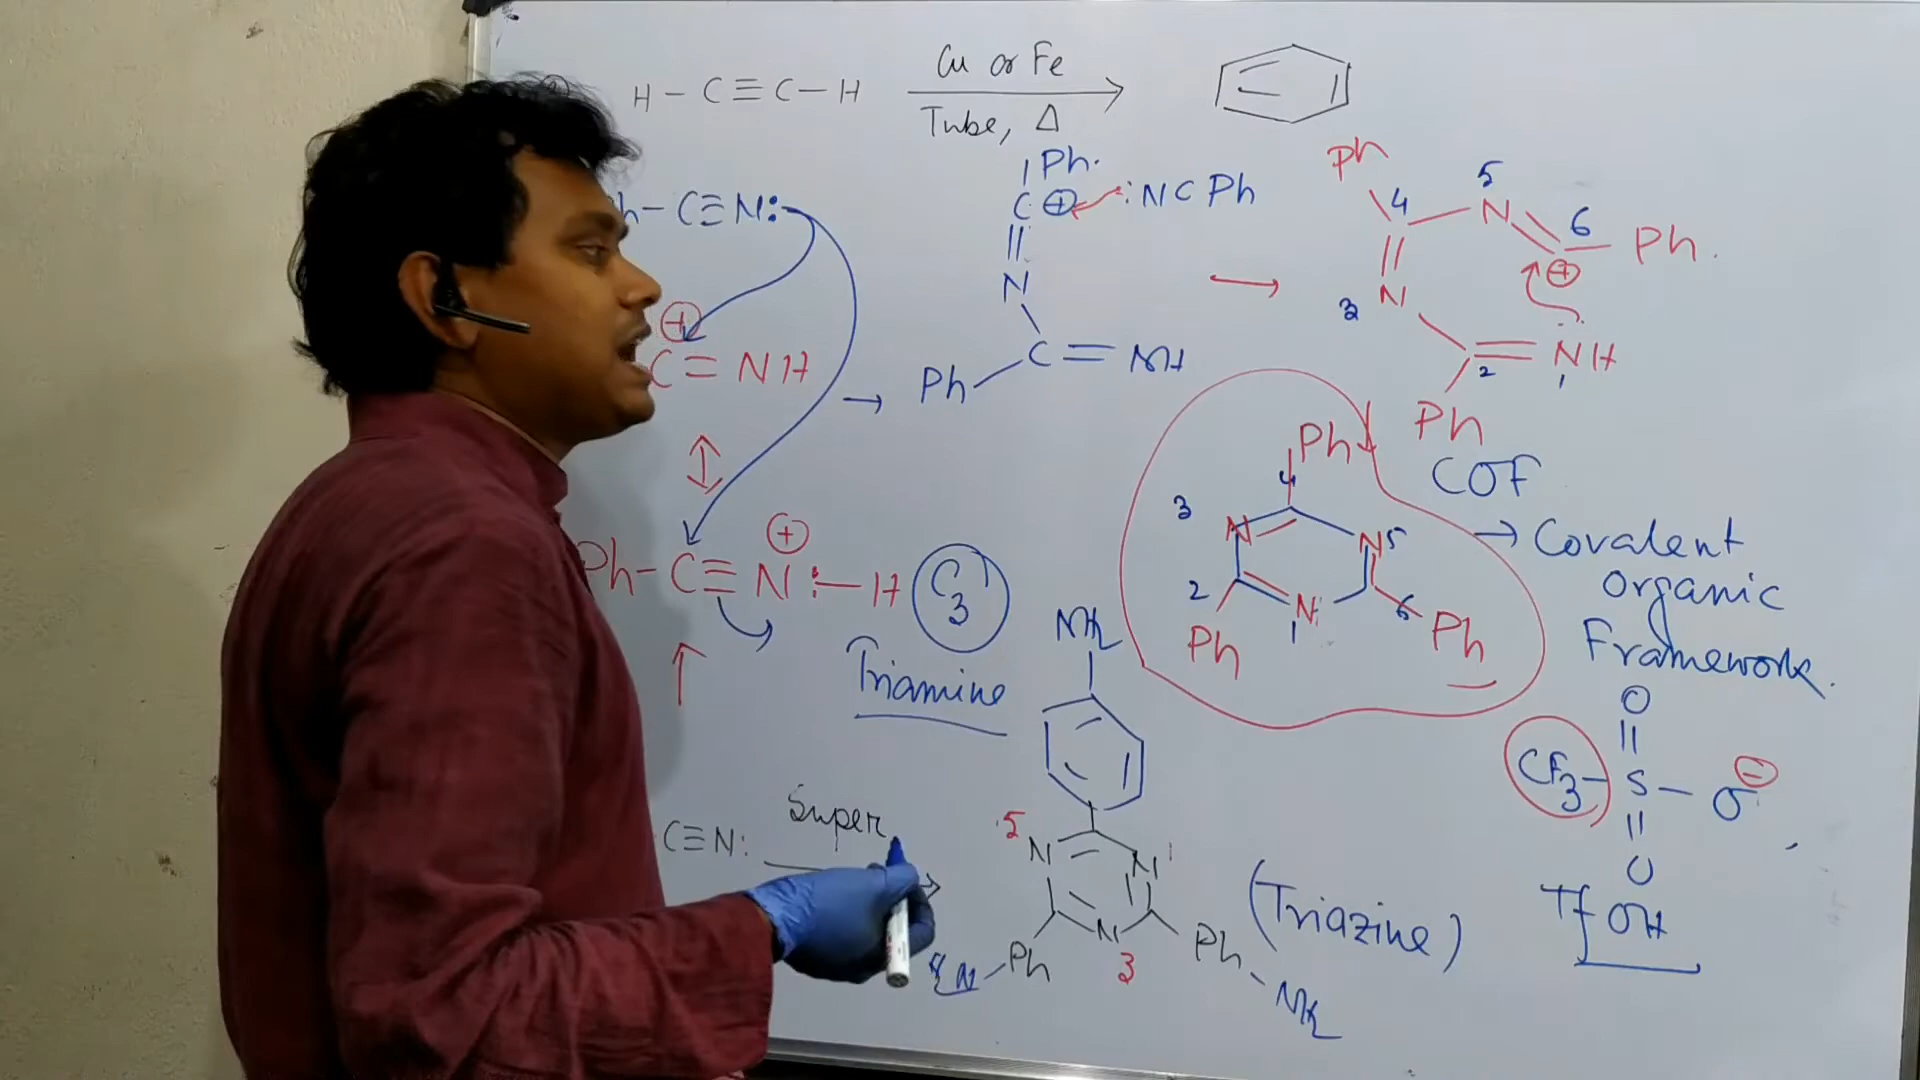 H - C≡C - H
Cu or Fe
Tube, Δ
Ph.
C ⊕
:NCPh
N
Ph
C = NH
→
Ph
4
5
N
6
Ph.
⊕
N
3
2
NH
1
Ph
h - C≡N:
⊕
C = NH
↕
→
Ph - C≡N : - H
⊕
C3
↑
Ph
4
3
N
N 5
2
N
1
6
Ph
Ph
COF
→ Covalent
organic
Framework.
Triamine
NH2
C≡N:
Super
5
N
N 1
N
3
Ph
Ph
NH2
(Triazine)
O
CF3 - S - O ⊖
O
TfOH